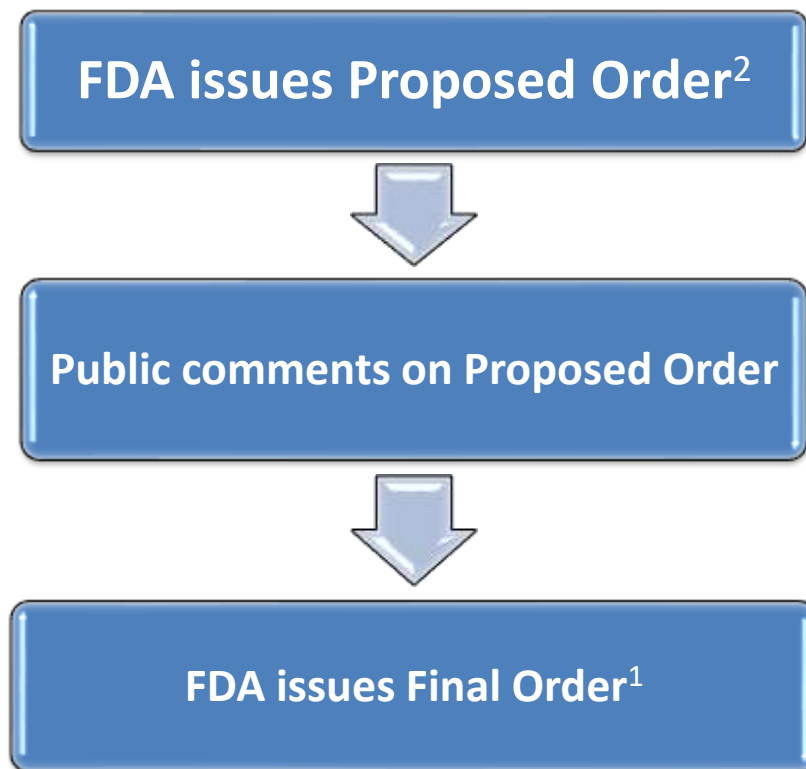 FDA issues Proposed Order²
Public comments on Proposed Order
FDA issues Final Order¹